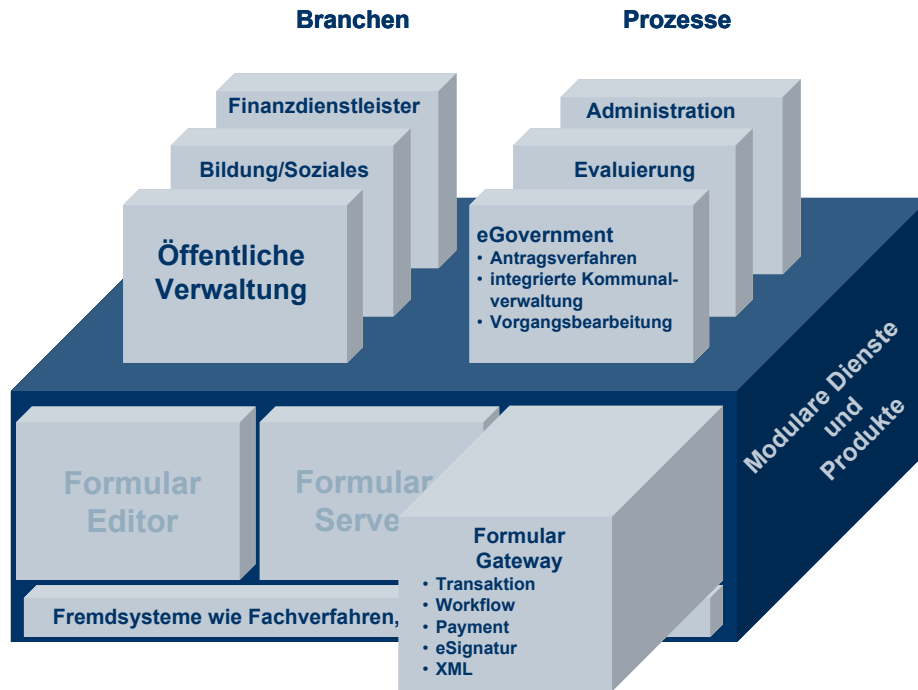 Branchen
Prozesse
Finanzdienstleister
Bildung/Soziales
Öffentliche
Verwaltung
Administration
Evaluierung
eGovernment
• Antragsverfahren
• integrierte Kommunal-
verwaltung
• Vorgangsbearbeitung
Modulare Dienste
und
Produkte
Formular
Editor
Formular
Serve
Formular
Gateway
• Transaktion
• Workflow
• Payment
• eSignatur
• XML
Fremdsysteme wie Fachverfahren,